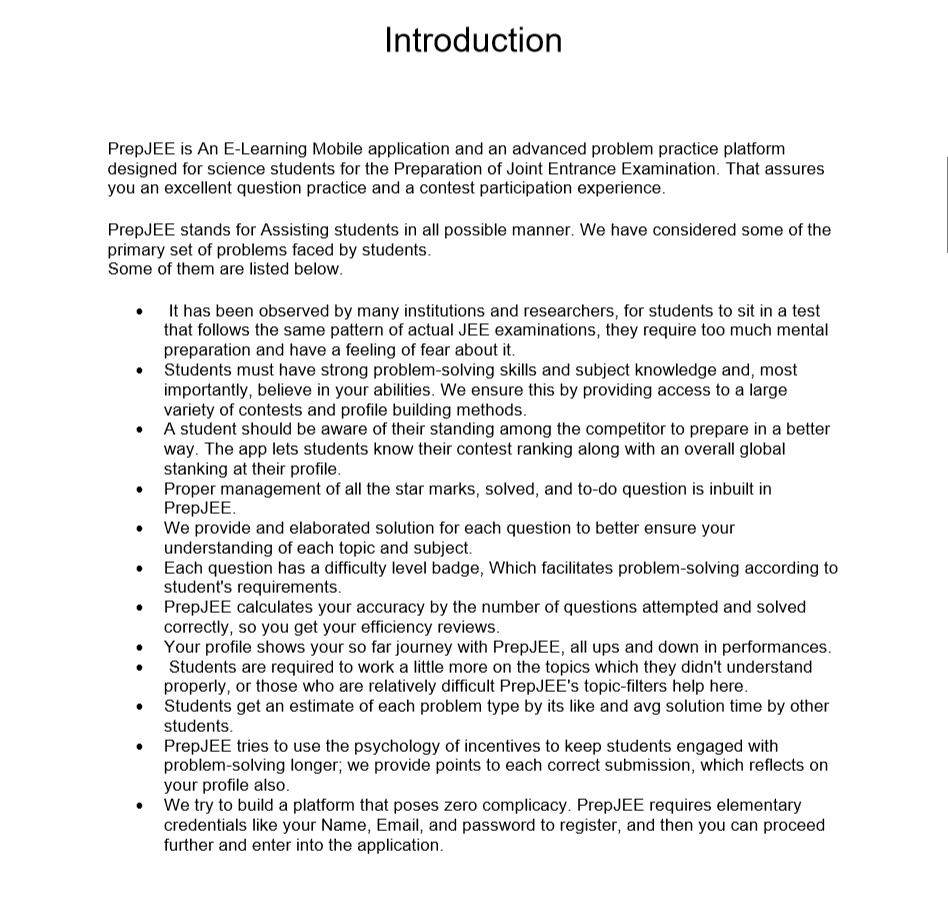 Introduction
PrepJEE is An E-Learning Mobile application and an advanced problem practice platform
designed for science students for the Preparation of Joint Entrance Examination. That assures
you an excellent question practice and a contest participation experience.
PrepJEE stands for Assisting students in all possible manner. We have considered some of the
primary set of problems faced by students.
Some of them are listed below.
• It has been observed by many institutions and researchers, for students to sit in a test
that follows the same pattern of actual JEE examinations, they require too much mental
preparation and have a feeling of fear about it.
• Students must have strong problem-solving skills and subject knowledge and, most
importantly, believe in your abilities. We ensure this by providing access to a large
variety of contests and profile building methods.
• A student should be aware of their standing among the competitor to prepare in a better
way. The app lets students know their contest ranking along with an overall global
stanking at their profile.
• Proper management of all the star marks, solved, and to-do question is inbuilt in
PrepJEE.
• We provide and elaborated solution for each question to better ensure your
understanding of each topic and subject.
• Each question has a difficulty level badge, Which facilitates problem-solving according to
student's requirements.
• PrepJEE calculates your accuracy by the number of questions attempted and solved
correctly, so you get your efficiency reviews.
• Your profile shows your so far journey with PrepJEE, all ups and down in performances.
• Students are required to work a little more on the topics which they didn't understand
properly, or those who are relatively difficult PrepJEE's topic-filters help here.
• Students get an estimate of each problem type by its like and avg solution time by other
students.
• PrepJEE tries to use the psychology of incentives to keep students engaged with
problem-solving longer; we provide points to each correct submission, which reflects on
your profile also.
• We try to build a platform that poses zero complicacy. PrepJEE requires elementary
credentials like your Name, Email, and password to register, and then you can proceed
further and enter into the application.